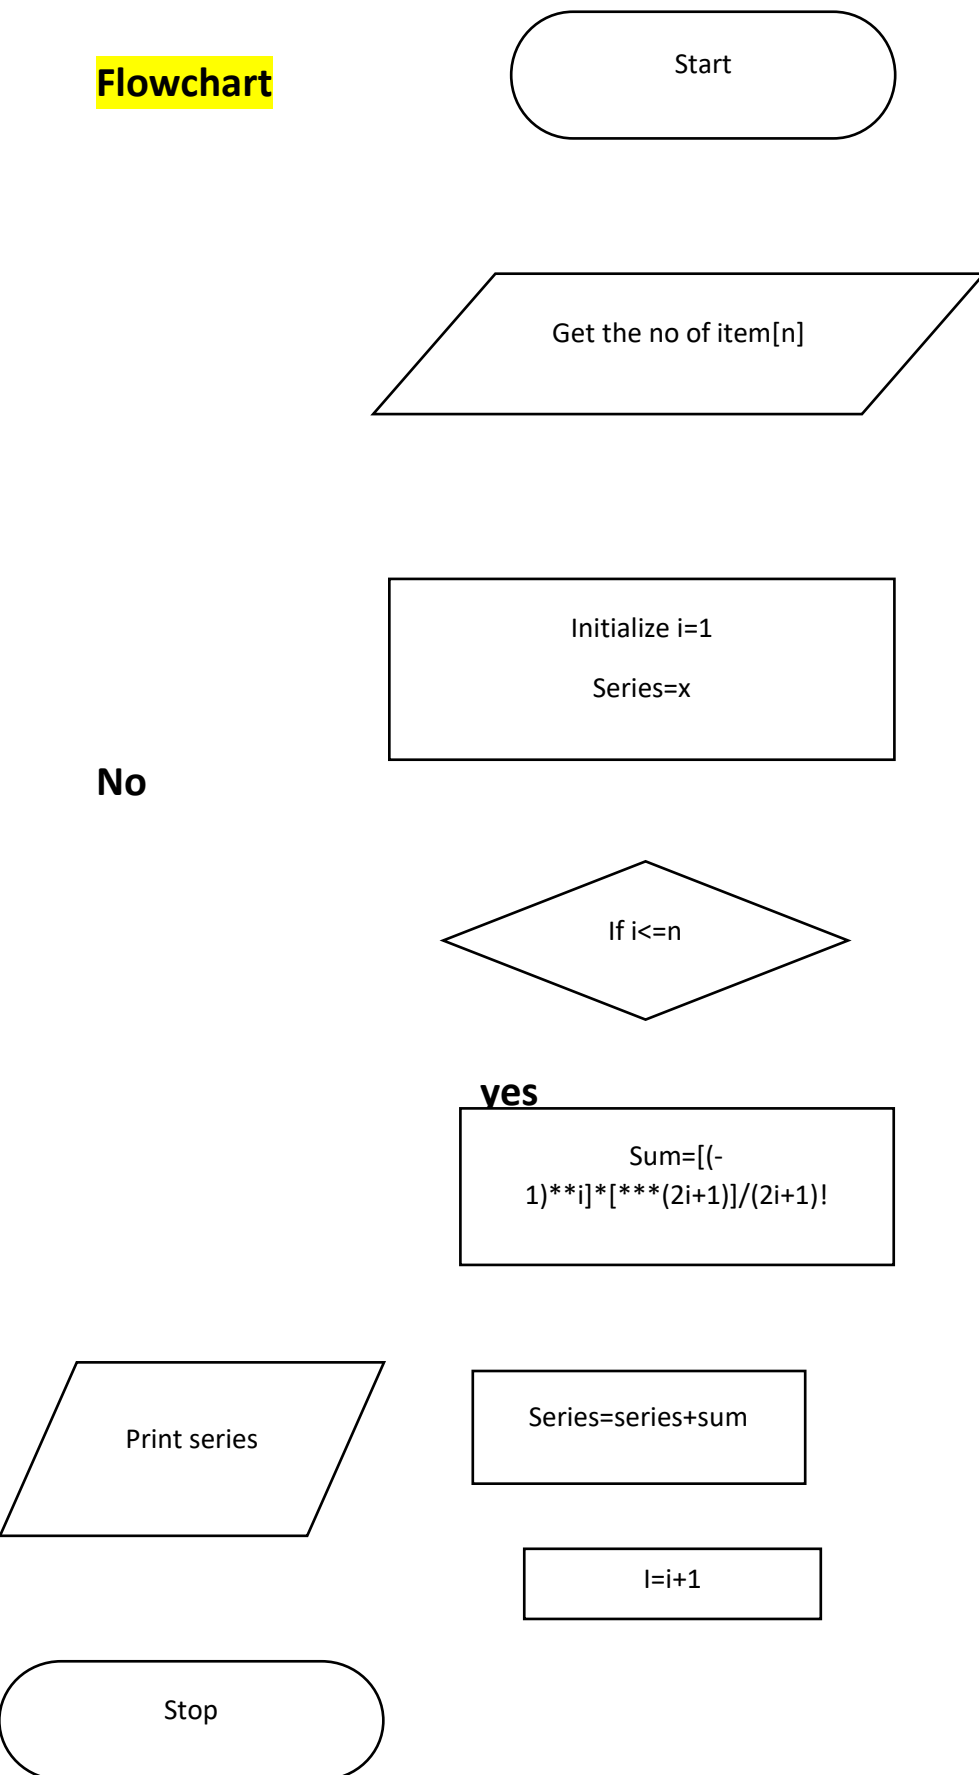 Flowchart
Start
Get the no of item[n]
Initialize i=1
Series=x
No
If i<=n
yes
Sum=[(-
1)**i]*[***(2i+1)]/(2i+1)!
Print series
Series=series+sum
I=i+1
Stop